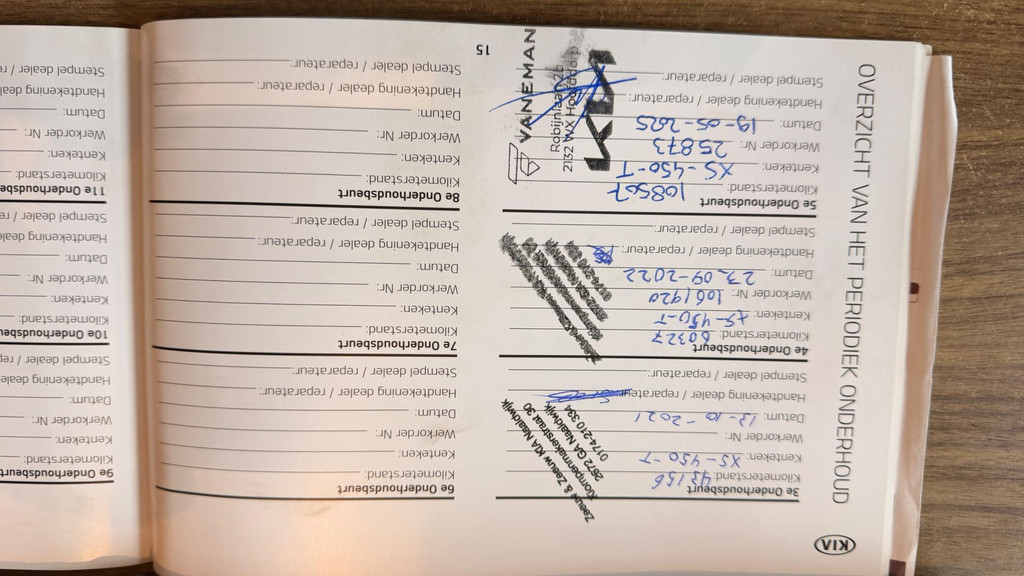 KIA
OVERZICHT VAN HET PERIODIEK ONDERHOUD
3e Onderhoudsbeurt
Kilometerstand: 43156
Kenteken: XS-450-T
Werkorder Nr:
Datum: 12-10-2021
Handtekening dealer / reparateur:
Stempel dealer / reparateur:
Zeeuw & Zeeuw KIA Naaldwijk
Klompenmakerstraat 30
2672 GA Naaldwijk
0174-210 334
4e Onderhoudsbeurt
Kilometerstand: 60327
Kenteken: XS-450-T
Werkorder Nr: 1061920
Datum: 23-09-2022
Handtekening dealer / reparateur:
Stempel dealer / reparateur:
5e Onderhoudsbeurt
Kilometerstand: 108507
Kenteken: XS-450-T
Werkorder Nr: 25873
Datum: 19-05-2025
Handtekening dealer / reparateur:
Stempel dealer / reparateur:
KIA
VANEMAN
Robijnlaan 2b
2132 WX Hoofddorp
6e Onderhoudsbeurt
Kilometerstand:
Kenteken:
Werkorder Nr:
Datum:
Handtekening dealer / reparateur:
Stempel dealer / reparateur:
7e Onderhoudsbeurt
Kilometerstand:
Kenteken:
Werkorder Nr:
Datum:
Handtekening dealer / reparateur:
Stempel dealer / reparateur:
8e Onderhoudsbeurt
Kilometerstand:
Kenteken:
Werkorder Nr:
Datum:
Handtekening dealer / reparateur:
Stempel dealer / reparateur:
15
9e Onderhoudsbeurt
Kilometerstand:
Kenteken:
Werkorder Nr:
Datum:
Handtekening dealer
Stempel dealer / rep
10e Onderhoudsbeu
Kilometerstand:
Kenteken:
Werkorder Nr:
Datum:
Handtekening deale
Stempel dealer / re
11e Onderhoudsbe
Kilometerstand:
Kenteken:
Werkorder Nr:
Datum:
Handtekening deal
Stempel dealer / r